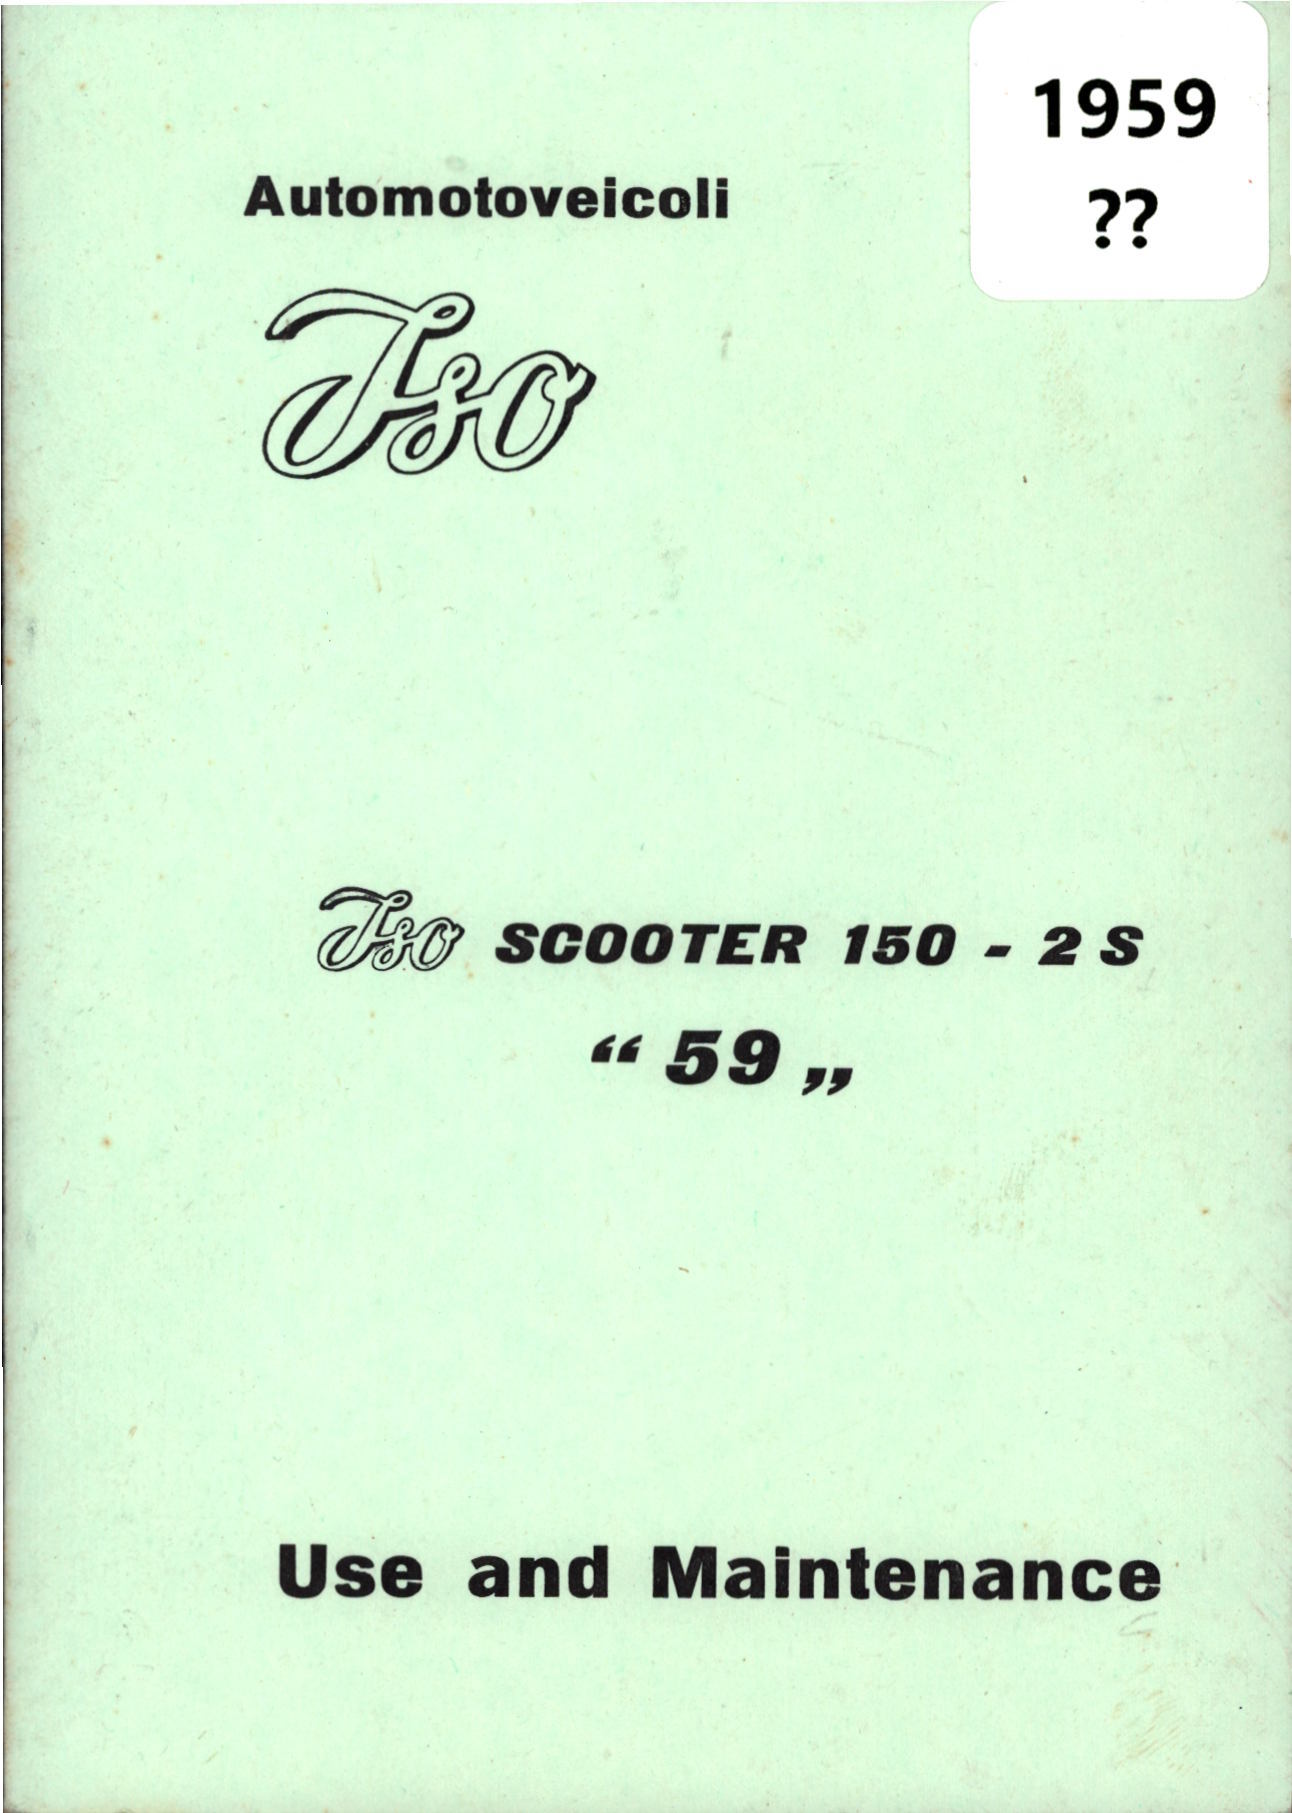 1959
??
Automotoveicoli
Iso
Iso SCOOTER 150 - 2 S
“ 59 „
Use and Maintenance